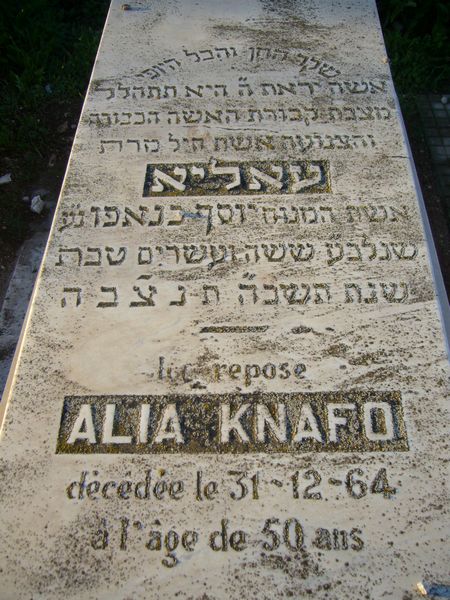 שקר החן והבל היופי
אשה יראת ה' היא תתהלל
מצבת קבורת האשה הכבודה
והצנועה אשת חיל מרת
עאליא
אשת המנוח יוסף כנאפו נ"ע
שנלבע ששה ועשרים טבת
שנת תשכ"ה ת נ צ ב ה
Ici repose
ALIA KNAFO
décédée le 31-12-64
à l'âge de 50 ans